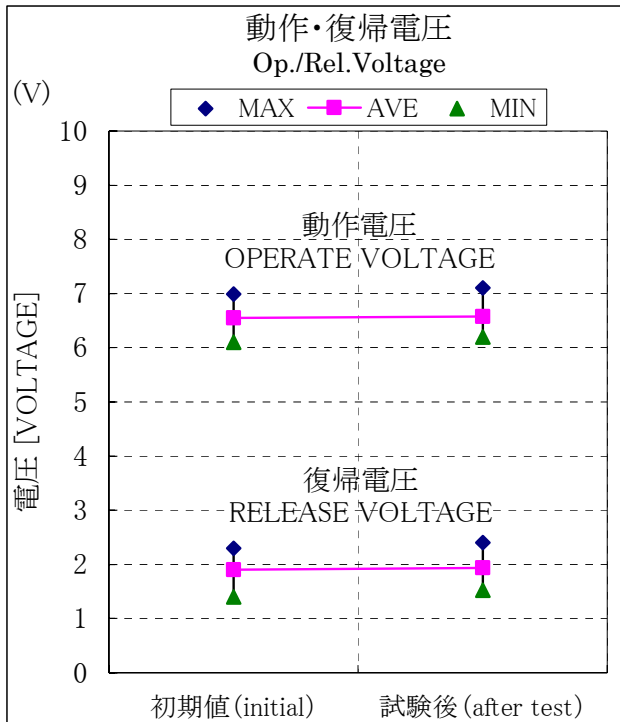 動作・復帰電圧
Op./Rel.Voltage
(V)
MAX AVE MIN
10
9
8
7
6
5
4
3
2
1
0
電圧 [VOLTAGE]
動作電圧
OPERATE VOLTAGE
復帰電圧
RELEASE VOLTAGE
初期値(initial) 試験後(after test)